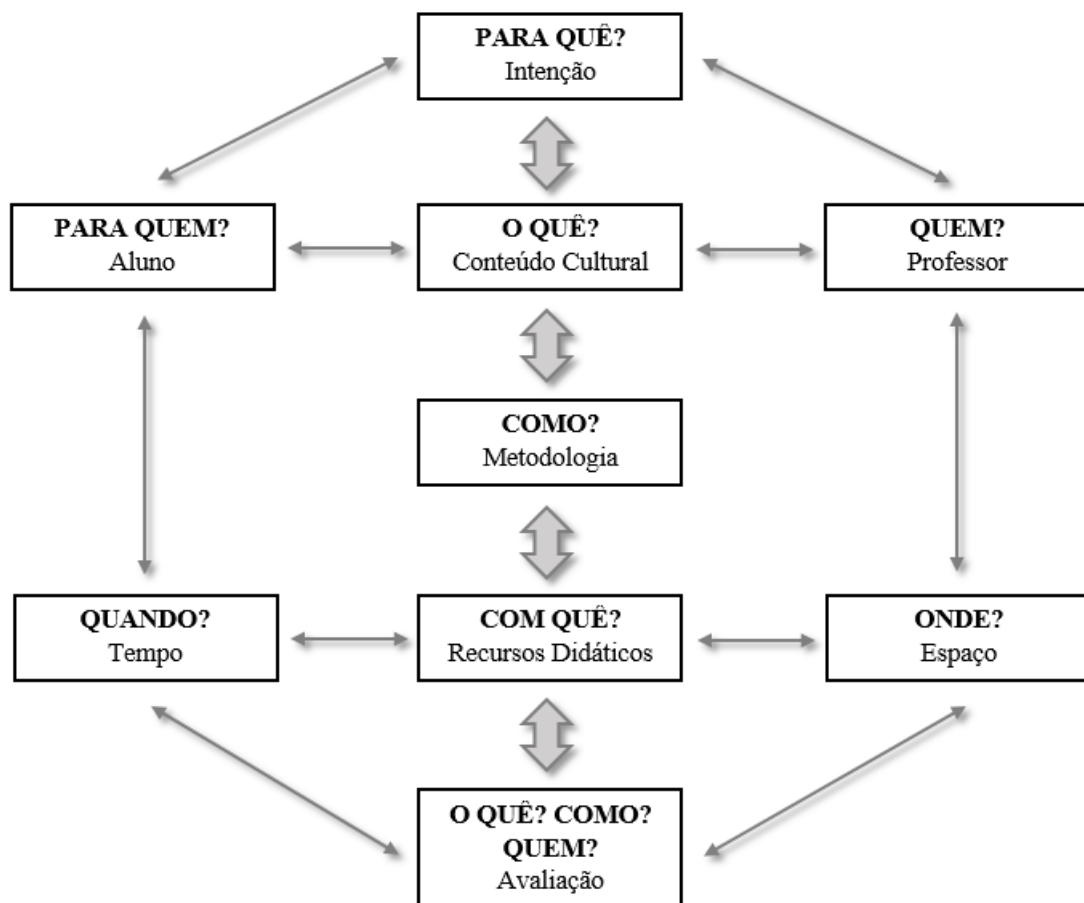 PARA QUÊ?
Intenção
PARA QUEM?
Aluno
O QUÊ?
Conteúdo Cultural
QUEM?
Professor
COMO?
Metodologia
QUANDO?
Tempo
COM QUÊ?
Recursos Didáticos
ONDE?
Espaço
O QUÊ? COMO?
QUEM?
Avaliação